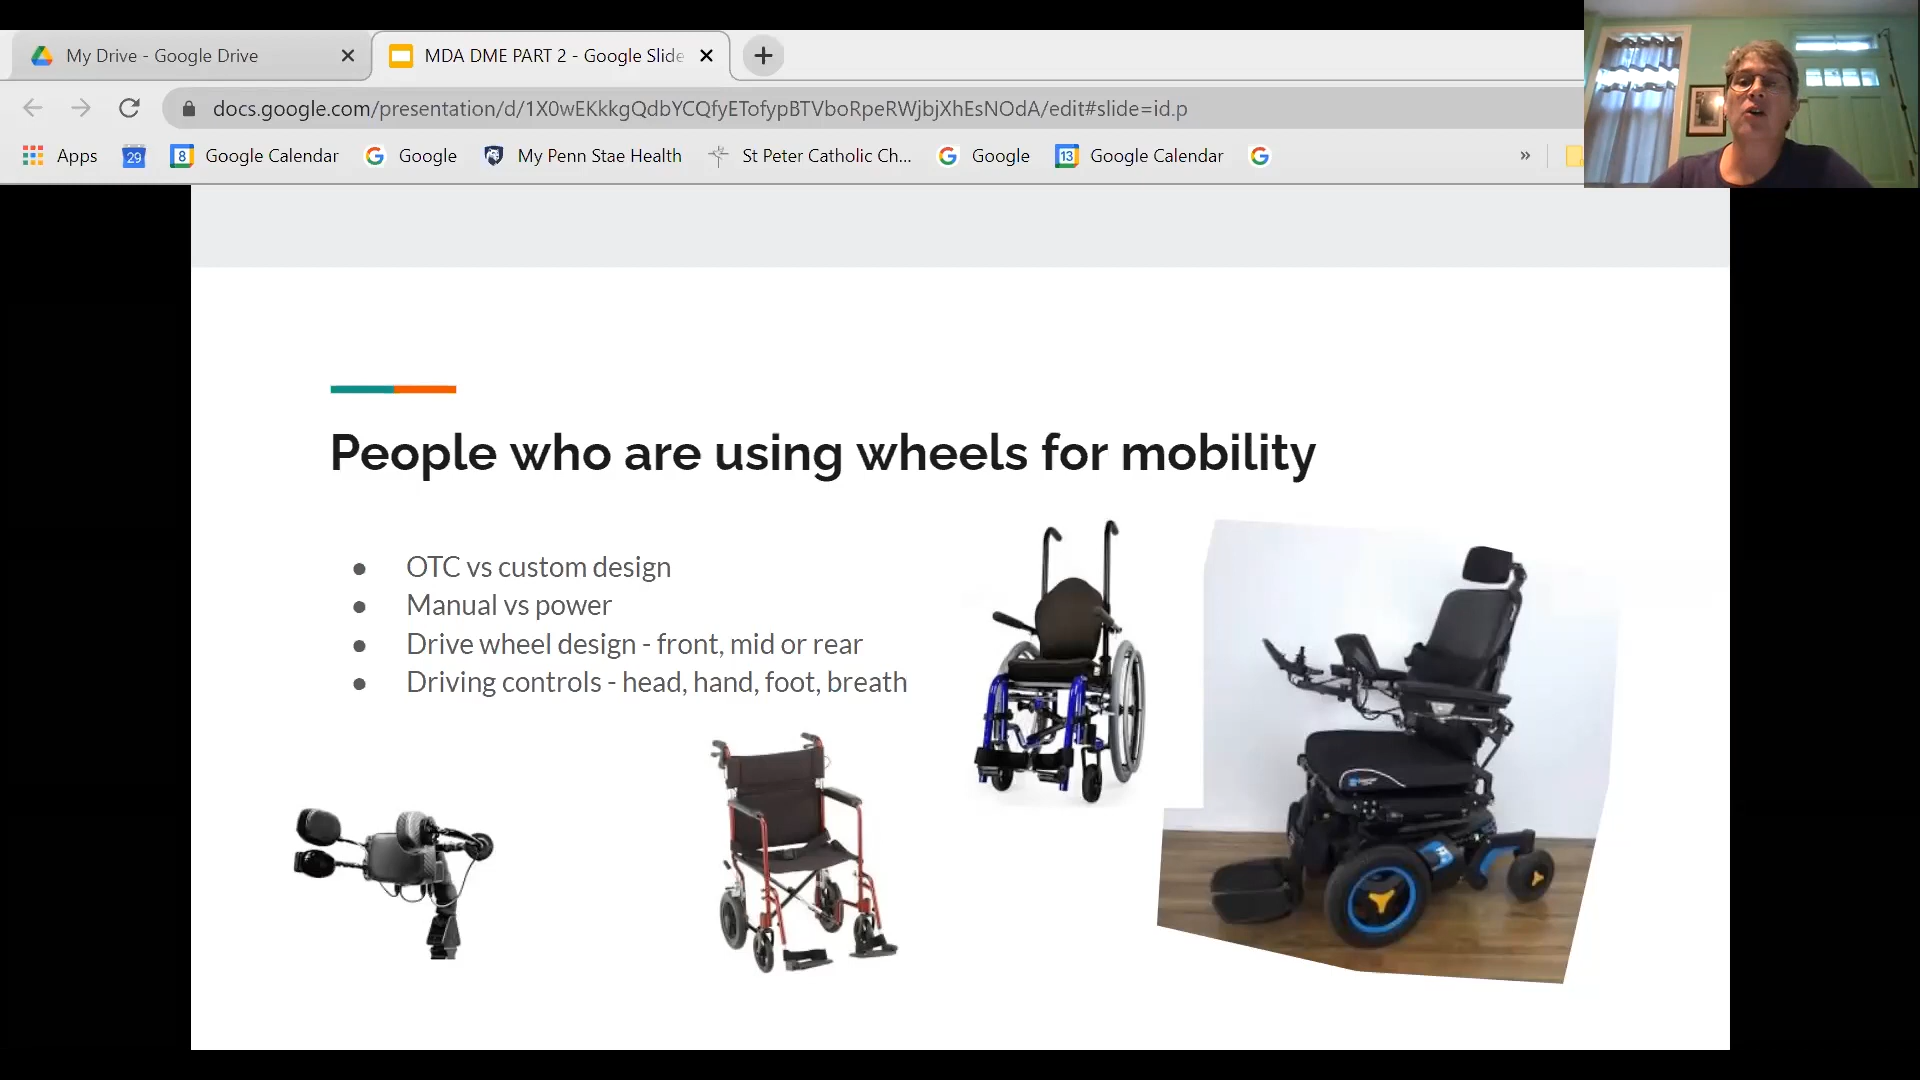 My Drive - Google Drive
MDA DME PART 2 - Google Slide
docs.google.com/presentation/d/1X0wEKkkgQdbYCQfyETofypBTVboRpeRWjbjXhEsNOdA/edit#slide=id.p
Apps
29
8 Google Calendar
Google
My Penn Stae Health
St Peter Catholic Ch...
Google
13 Google Calendar
»
People who are using wheels for mobility
● OTC vs custom design
● Manual vs power
● Drive wheel design - front, mid or rear
● Driving controls - head, hand, foot, breath